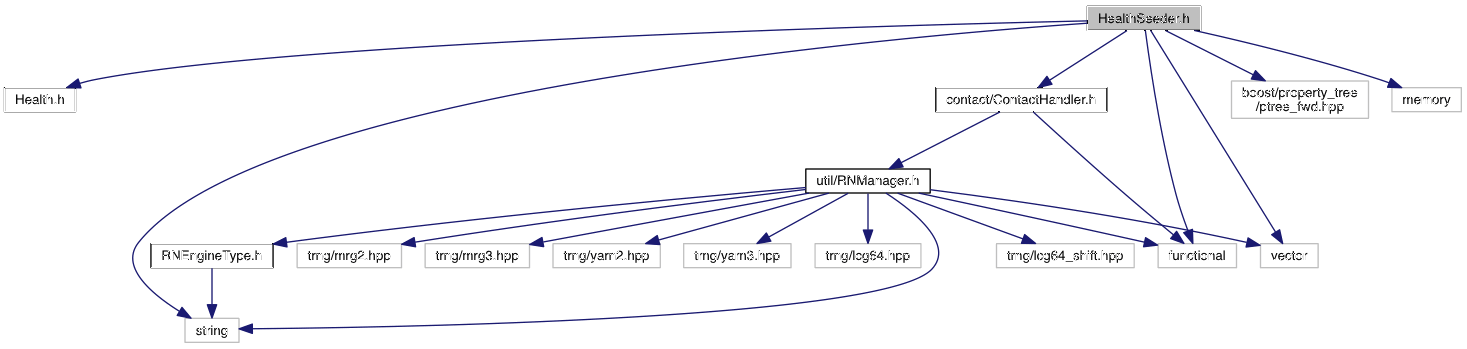 HealthSeeder.h
Health.h
contact/ContactHandler.h
boost/property_tree
/ptree_fwd.hpp
memory
util/RNManager.h
RNEngineType.h
trng/mrg2.hpp
trng/mrg3.hpp
trng/yarn2.hpp
trng/yarn3.hpp
trng/lcg64.hpp
trng/lcg64_shift.hpp
functional
vector
string